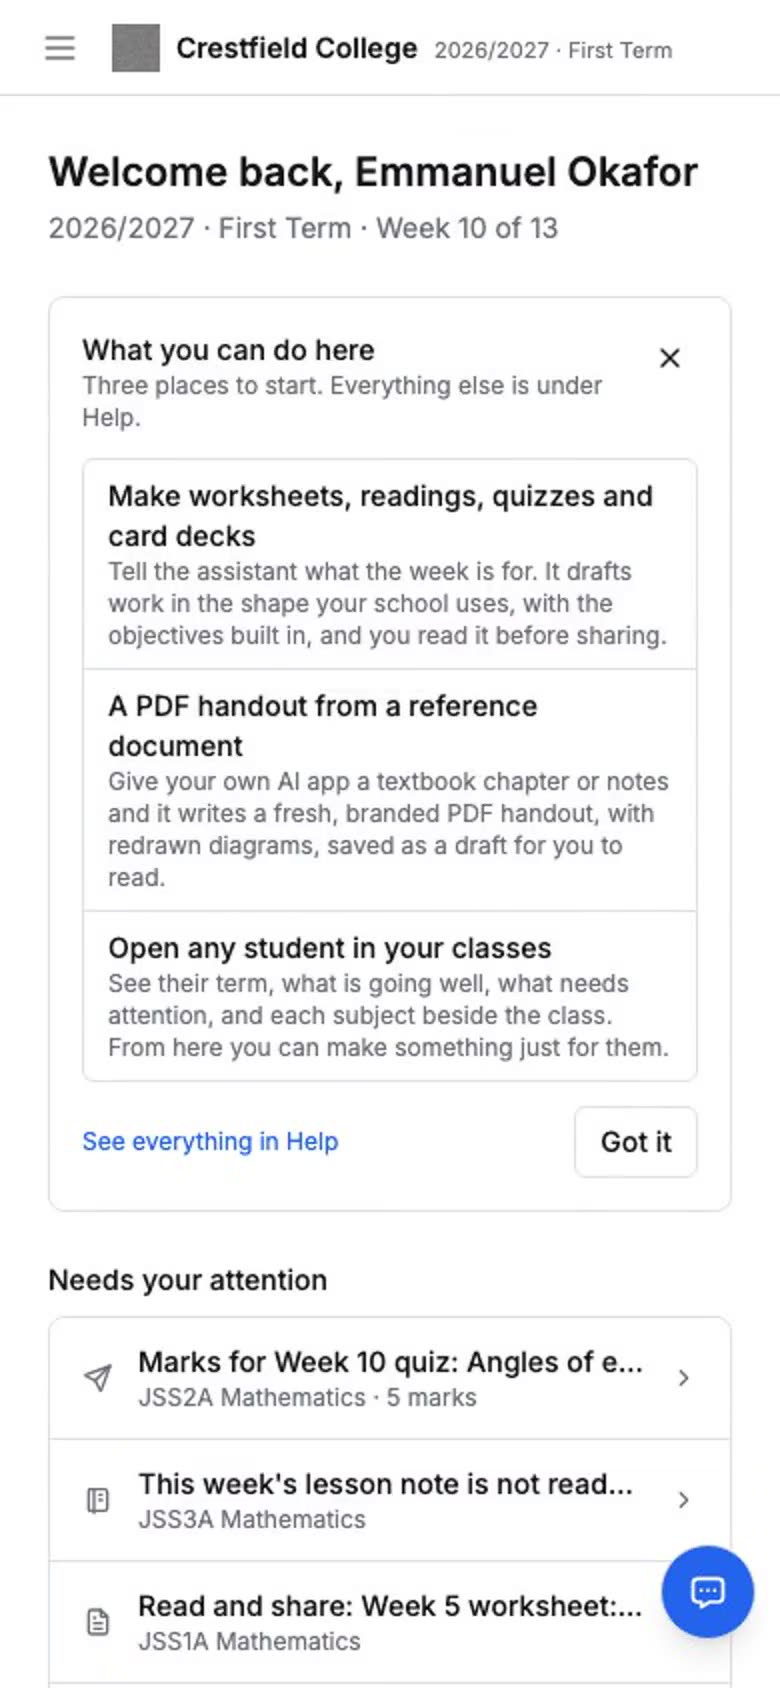 Crestfield College 2026/2027 · First Term
Welcome back, Emmanuel Okafor
2026/2027 · First Term · Week 10 of 13
What you can do here
Three places to start. Everything else is under
Help.
Make worksheets, readings, quizzes and
card decks
Tell the assistant what the week is for. It drafts
work in the shape your school uses, with the
objectives built in, and you read it before sharing.
A PDF handout from a reference
document
Give your own AI app a textbook chapter or notes
and it writes a fresh, branded PDF handout, with
redrawn diagrams, saved as a draft for you to
read.
Open any student in your classes
See their term, what is going well, what needs
attention, and each subject beside the class.
From here you can make something just for them.
See everything in Help
Got it
Needs your attention
Marks for Week 10 quiz: Angles of e...
JSS2A Mathematics · 5 marks
This week's lesson note is not read...
JSS3A Mathematics
Read and share: Week 5 worksheet:...
JSS1A Mathematics